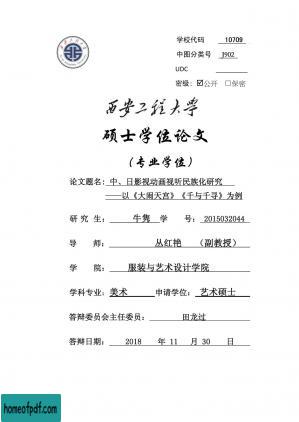 学校代码 10709
中图分类号 J902
UDC
密级：☑公开 □保密
西安工程大学
硕士学位论文
（专业学位）
论文题名：中、日影视动画视听民族化研究
——以《大闹天宫》《千与千寻》为例
研究生：牛隽 学号：2015032044
导师：丛红艳（副教授）
学院：服装与艺术设计学院
学科专业：美术 申请学位：艺术硕士
答辩委员会主任委员：田龙过
答辩日期：2018 年 11 月 30 日
homeofpdf.com